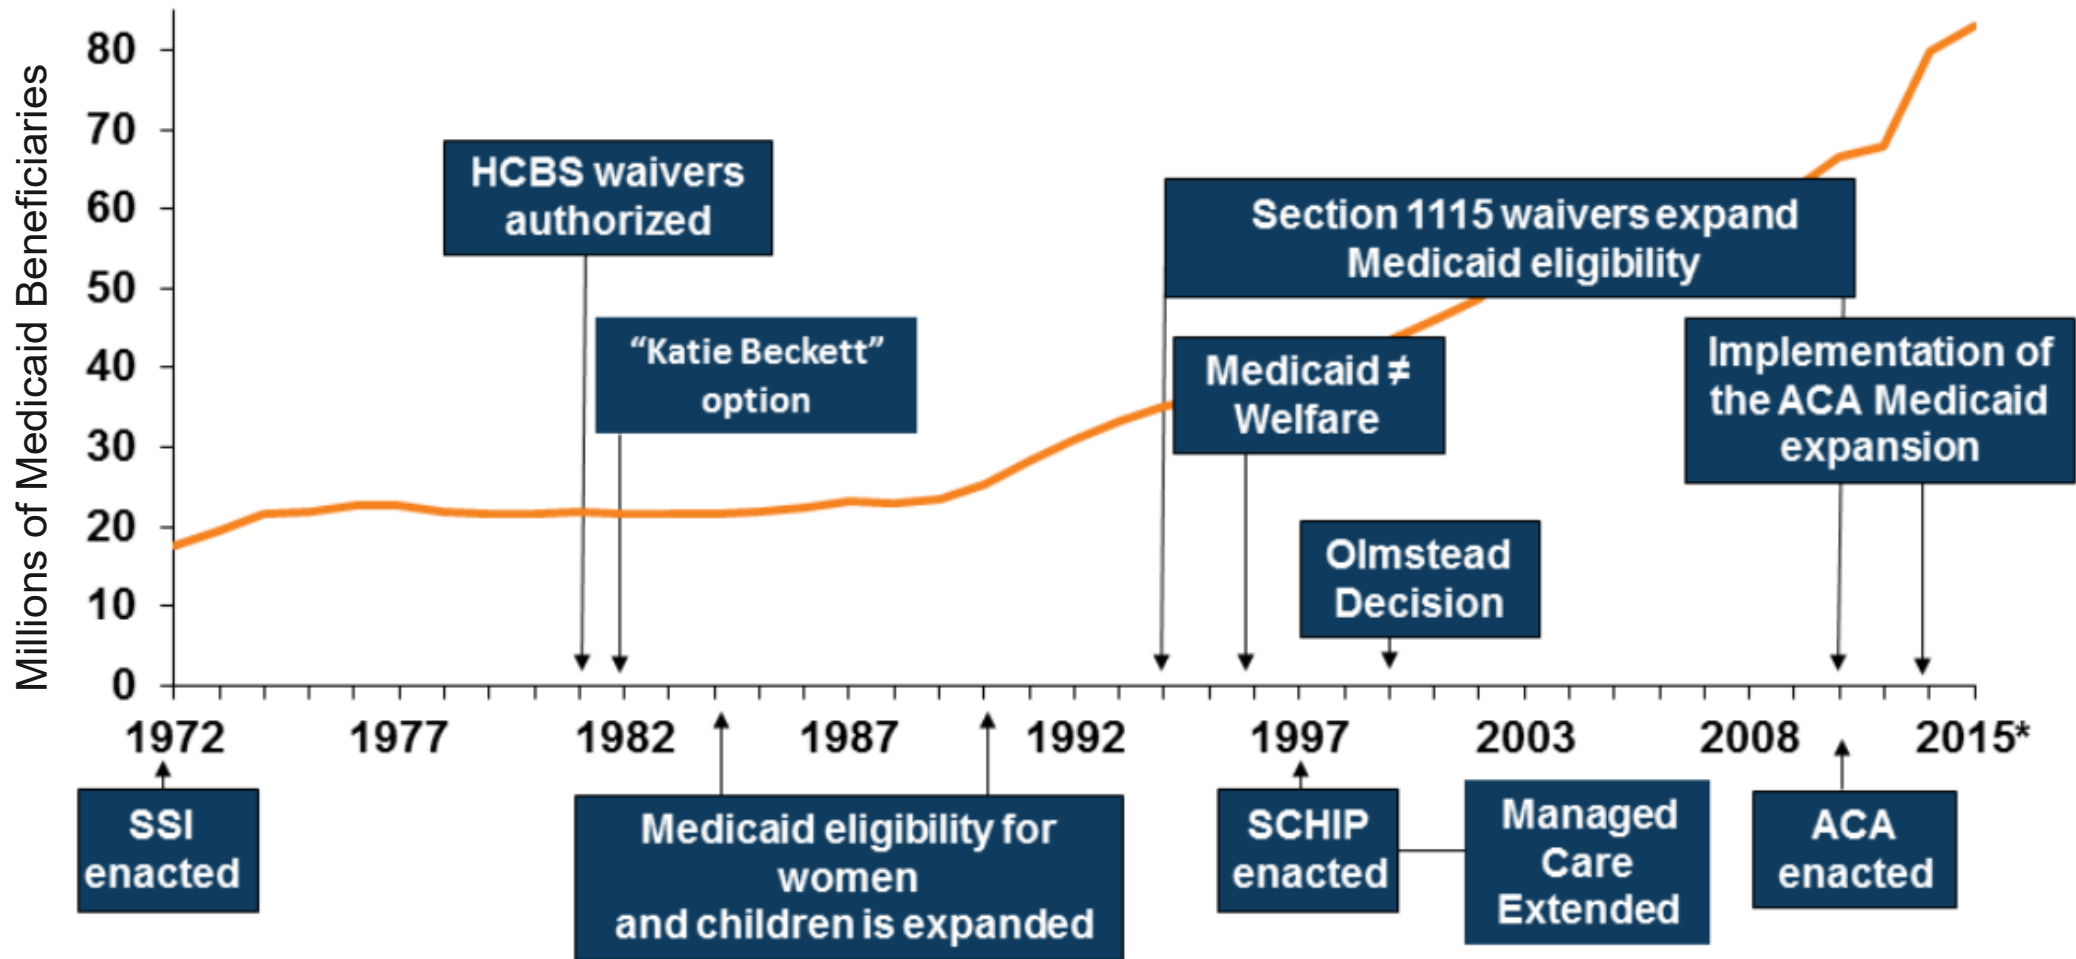 Millions of Medicaid Beneficiaries
80
70
60
50
40
30
20
10
0
HCBS waivers
authorized
“Katie Beckett”
option
Section 1115 waivers expand
Medicaid eligibility
Medicaid ≠
Welfare
Implementation of
the ACA Medicaid
expansion
Olmstead
Decision
1972
1977
1982
1987
1992
1997
2003
2008
2015*
SSI
enacted
Medicaid eligibility for
women
and children is expanded
SCHIP
enacted
Managed
Care
Extended
ACA
enacted